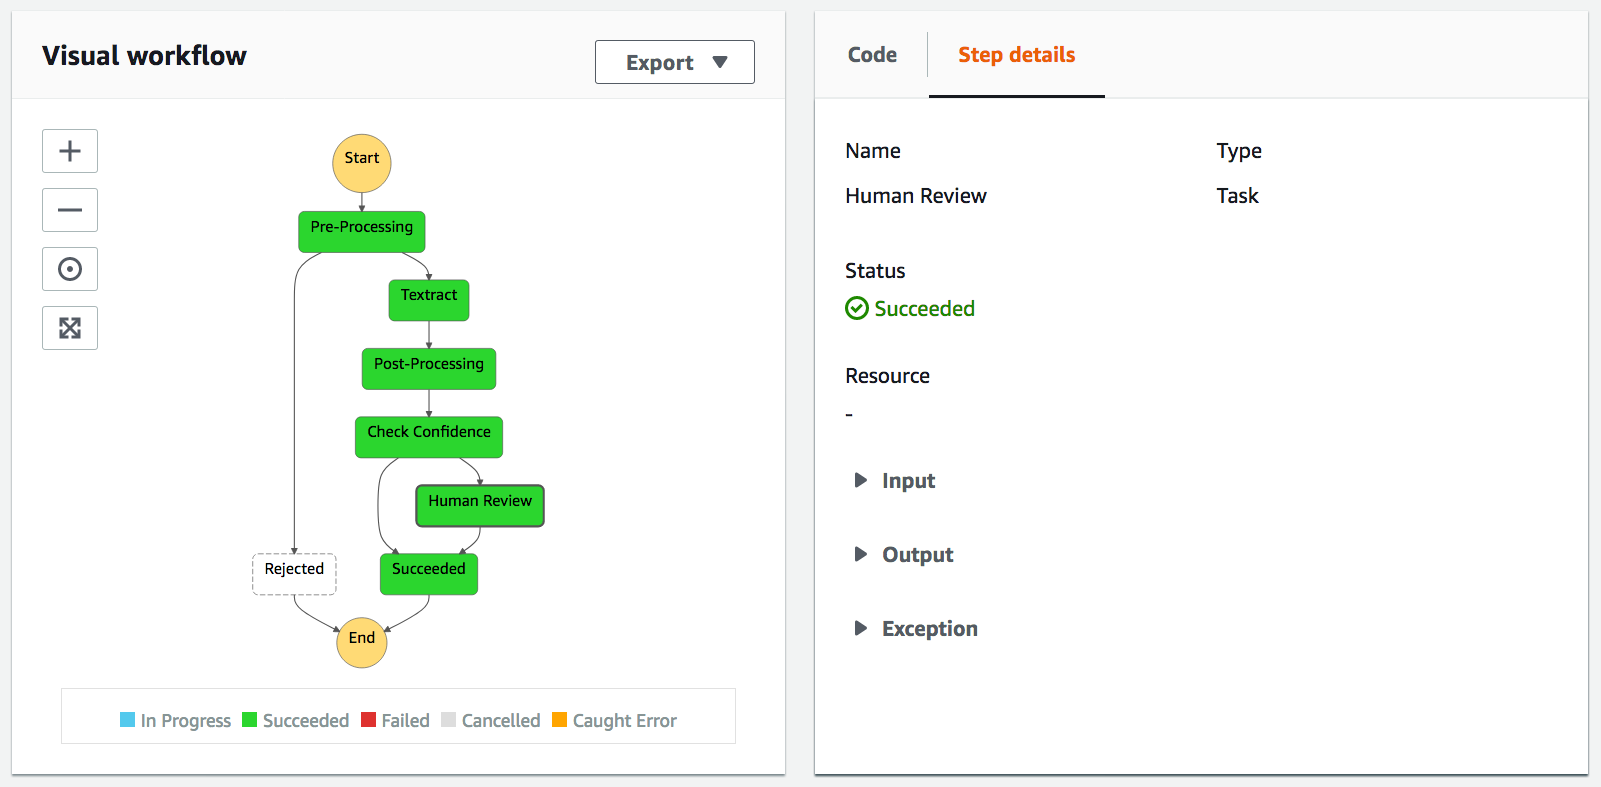 Visual workflow
Export
Start
Pre-Processing
Textract
Post-Processing
Check Confidence
Human Review
Rejected
Succeeded
End
In Progress Succeeded Failed Cancelled Caught Error
Code Step details
Name Type
Human Review Task
Status
Succeeded
Resource
-
Input
Output
Exception